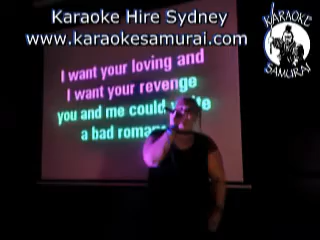 Karaoke Hire Sydney
www.karaokesamurai.com
KARAOKE
SAMURAI
I want your loving and
I want your revenge
you and me could
a bad